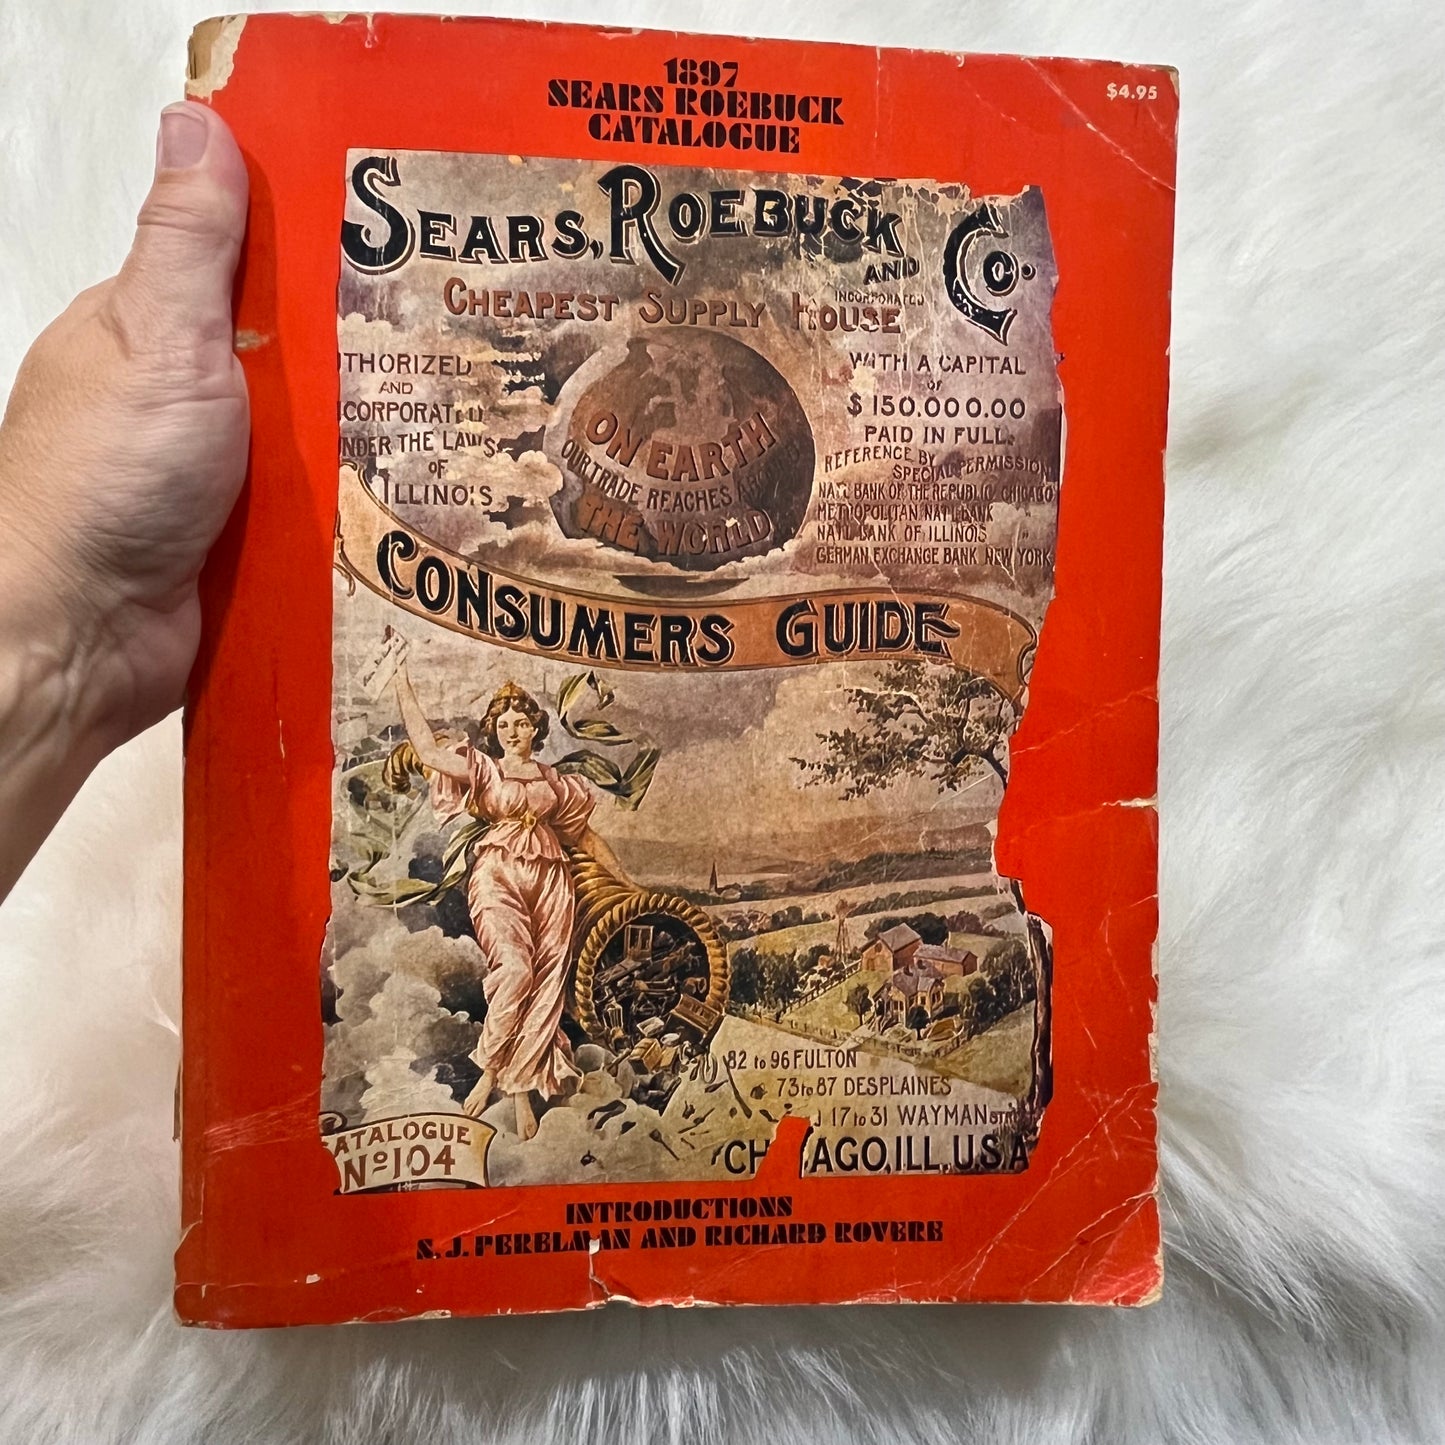 1897
SEARS ROEBUCK
CATALOGUE
$4.95
SEARS, ROEBUCK AND Co.
INCORPORATED
CHEAPEST SUPPLY HOUSE
ON EARTH
OUR TRADE REACHES AROUND
THE WORLD
THORIZED
AND
CORPORATED
NDER THE LAWS
OF
ILLINOIS
WITH A CAPITAL
OF
$150.000.00
PAID IN FULL.
REFERENCE BY
SPECIAL PERMISSION
NAT'L BANK OF THE REPUBLIC CHICAGO
METROPOLITAN NAT'L BANK "
NAT'L BANK OF ILLINOIS "
GERMAN EXCHANGE BANK NEW YORK
CONSUMERS GUIDE
82 to 96 FULTON
73 to 87 DESPLAINES
17 to 31 WAYMAN STR
CHICAGO, ILL. U.S.A
ATALOGUE
No 104
INTRODUCTIONS
S. J. PERELMAN AND RICHARD ROVERE